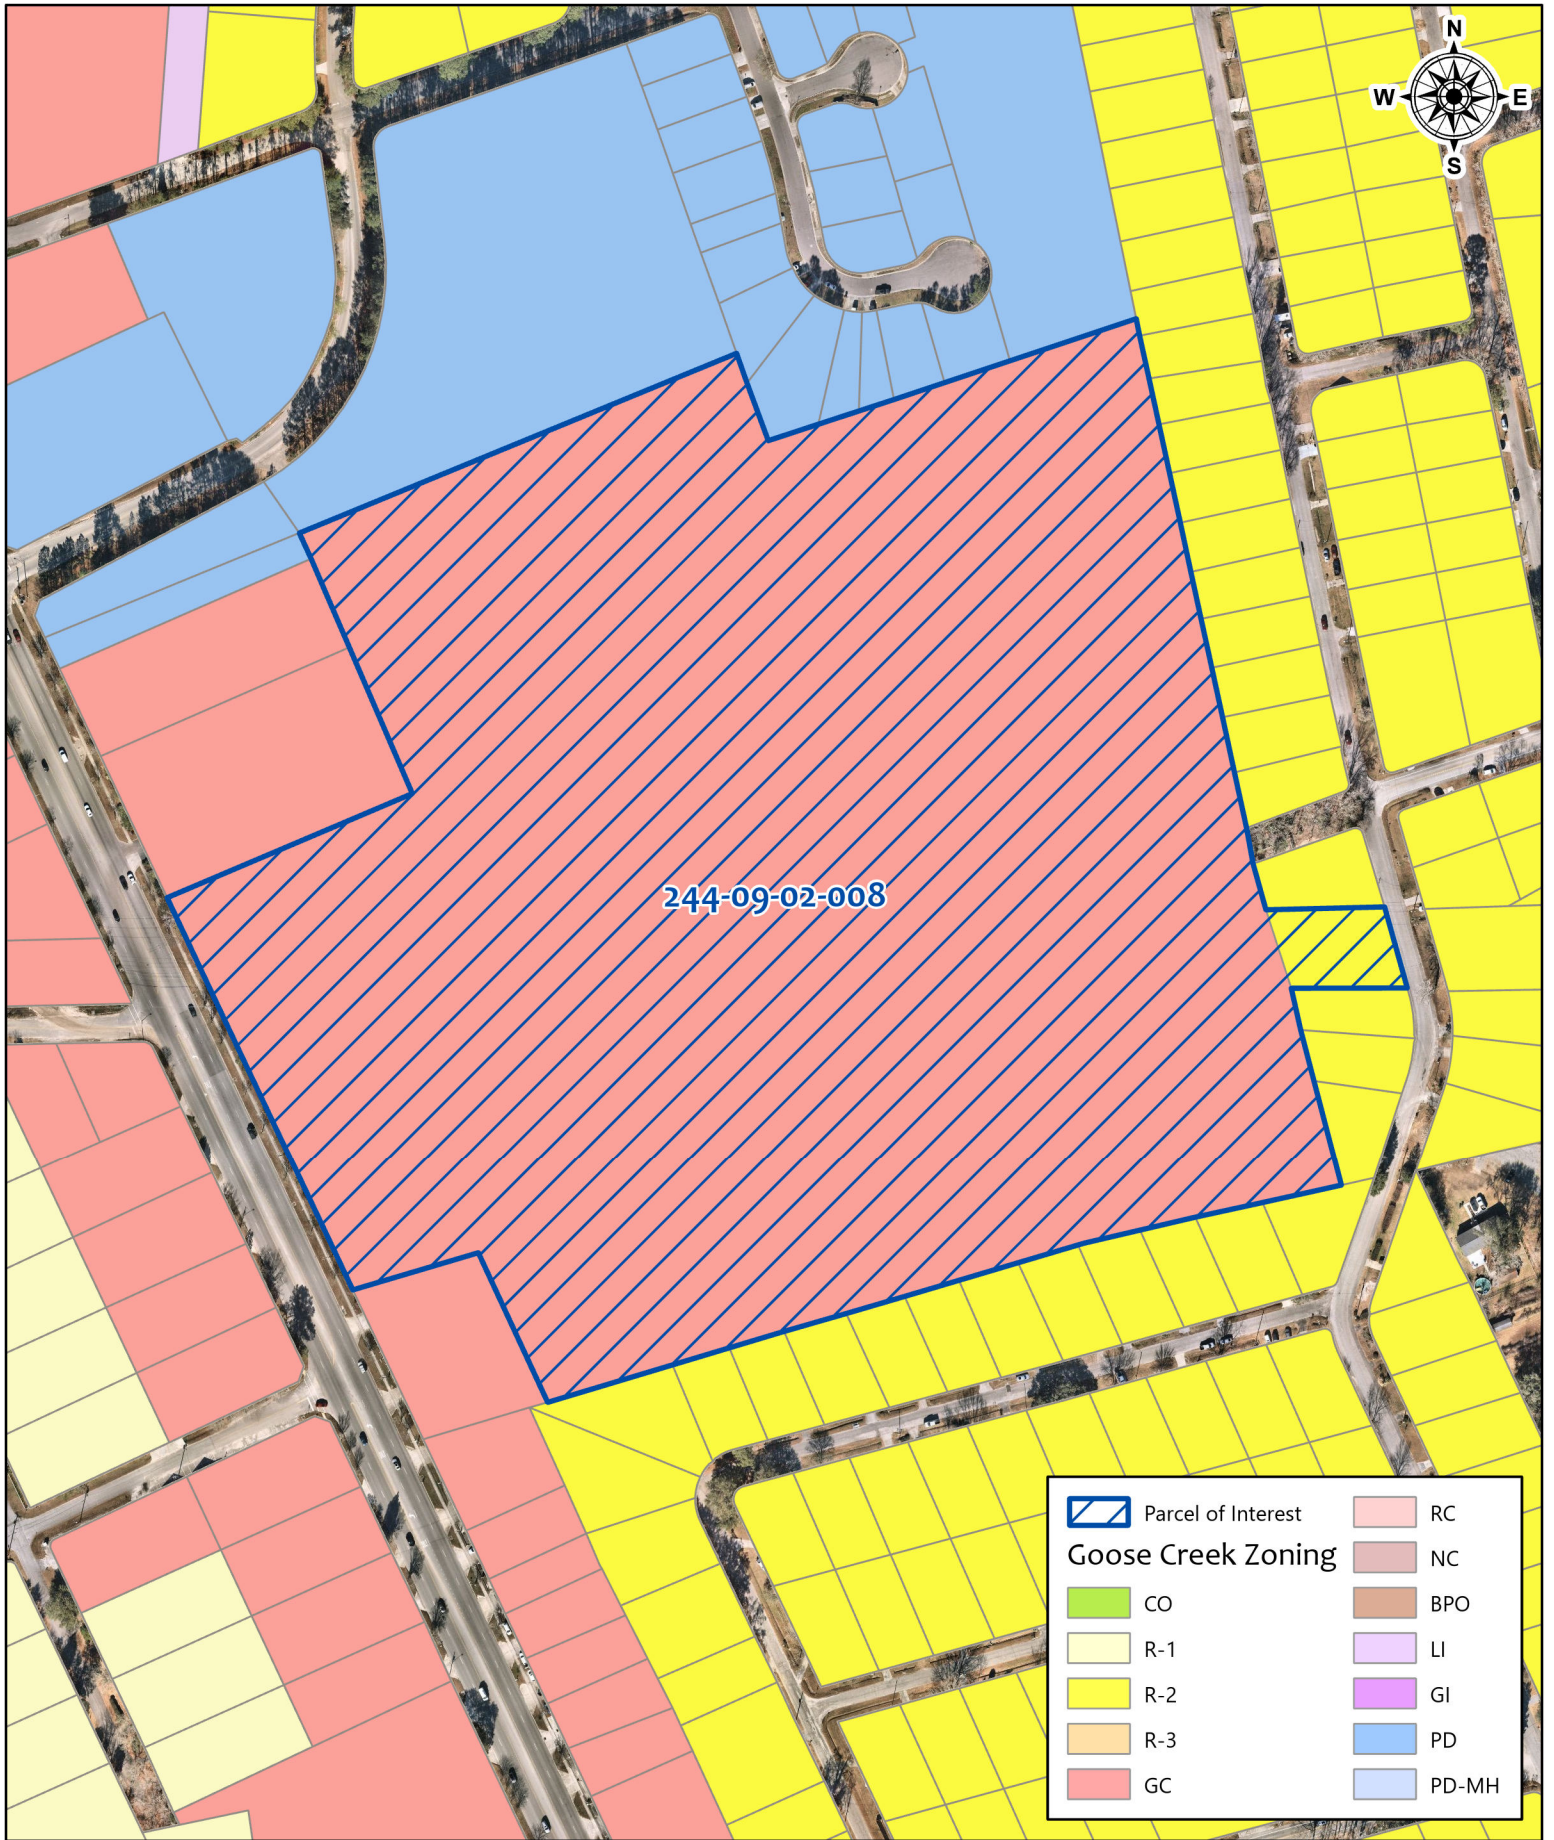 N
W E
S
244-09-02-008
Parcel of Interest
Goose Creek Zoning
CO
R-1
R-2
R-3
GC
RC
NC
BPO
LI
GI
PD
PD-MH